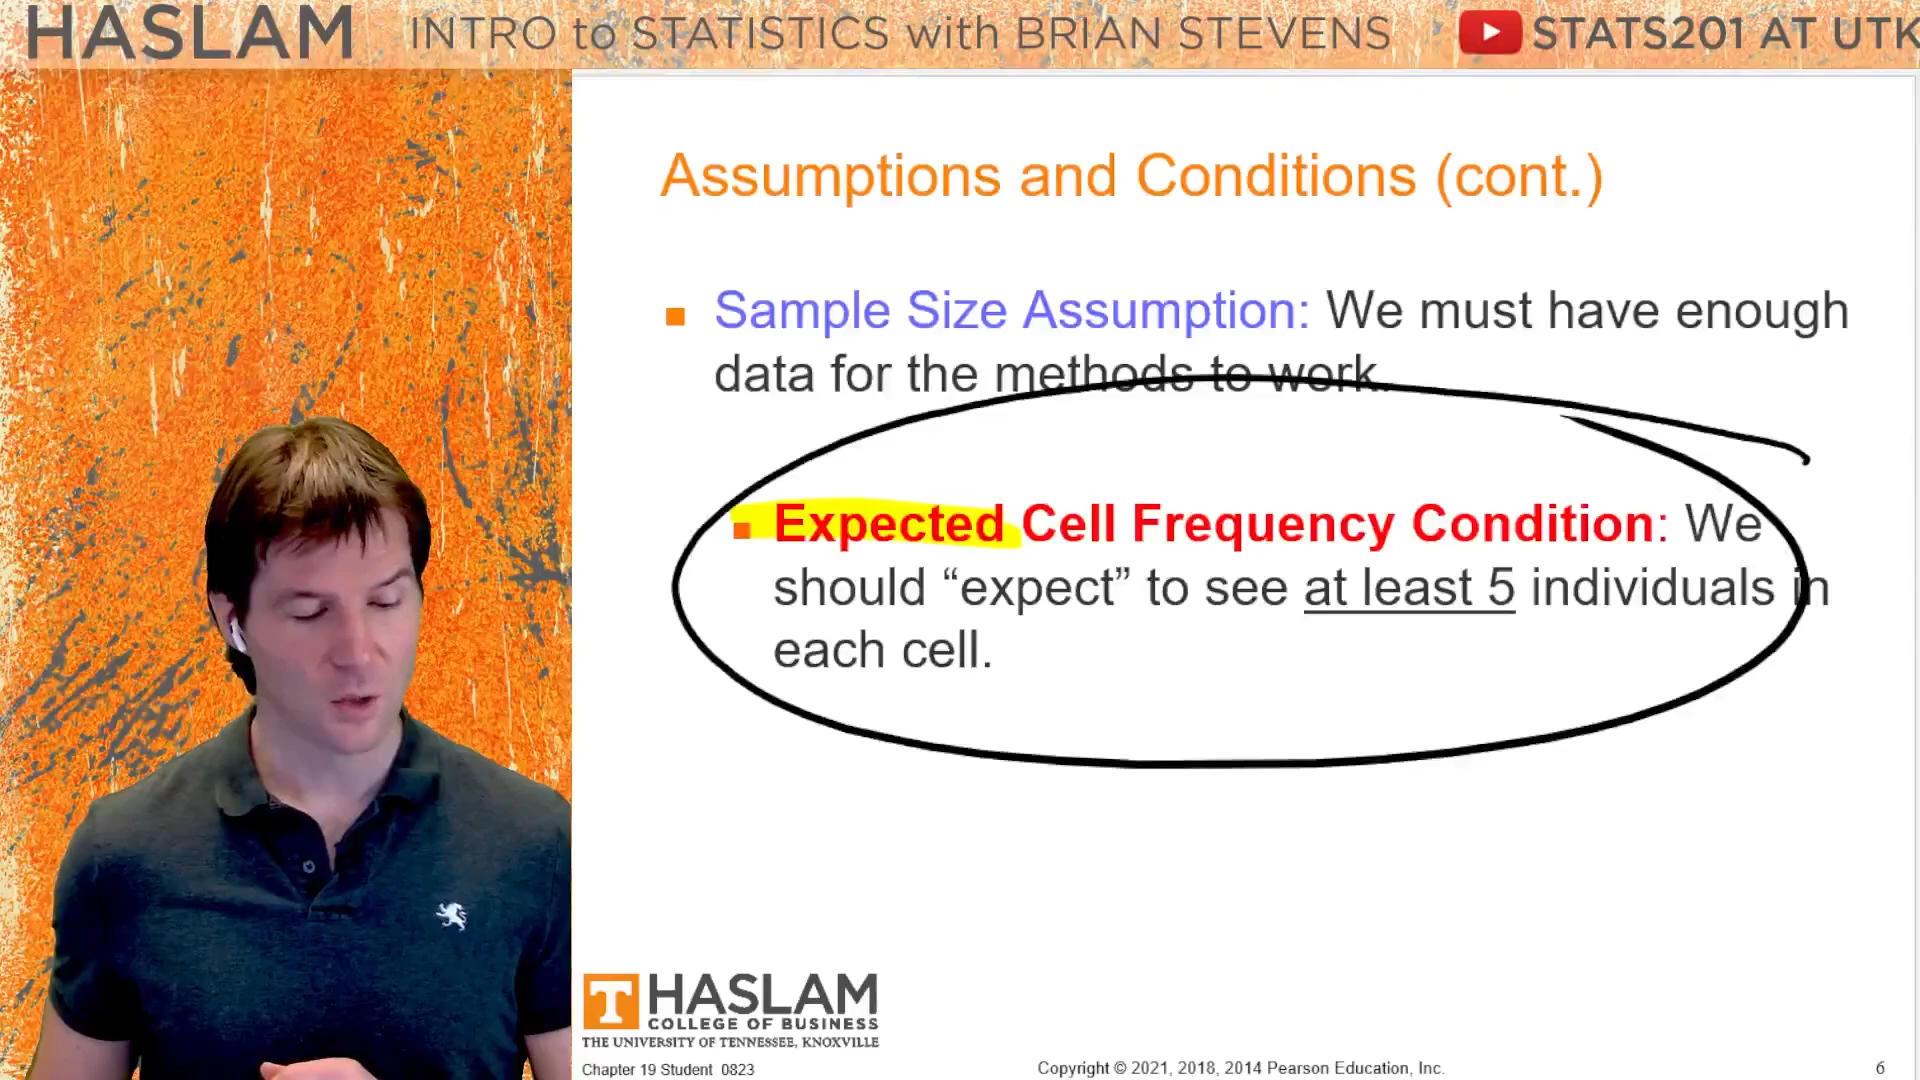 HASLAM INTRO to STATISTICS with BRIAN STEVENS STATS201 AT UTK
Assumptions and Conditions (cont.)
Sample Size Assumption: We must have enough
data for the methods to work.
Expected Cell Frequency Condition: We
should “expect” to see at least 5 individuals in
each cell.
T HASLAM
COLLEGE OF BUSINESS
THE UNIVERSITY OF TENNESSEE, KNOXVILLE
Chapter 19 Student 0823
Copyright © 2021, 2018, 2014 Pearson Education, Inc.
6